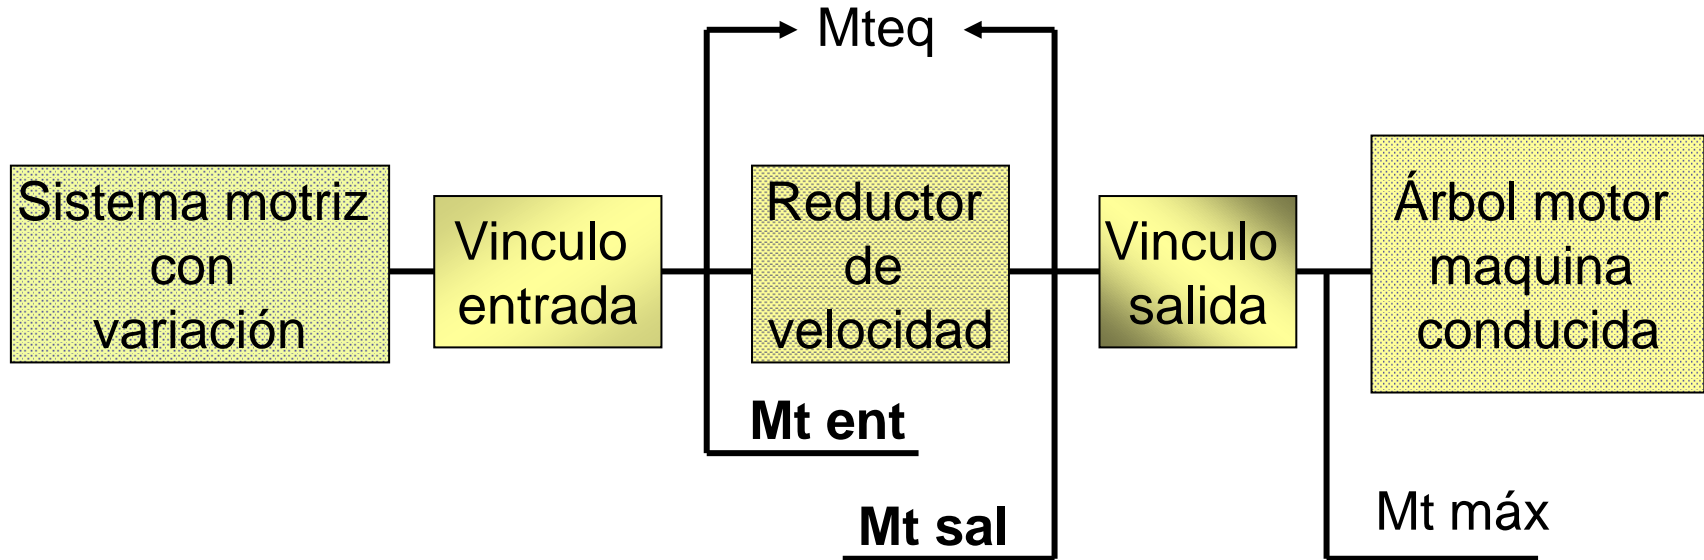 Mteq
Sistema motriz
con
variación
Vinculo
entrada
Reductor
de
velocidad
Vinculo
salida
Árbol motor
maquina
conducida
Mt ent
Mt sal
Mt máx